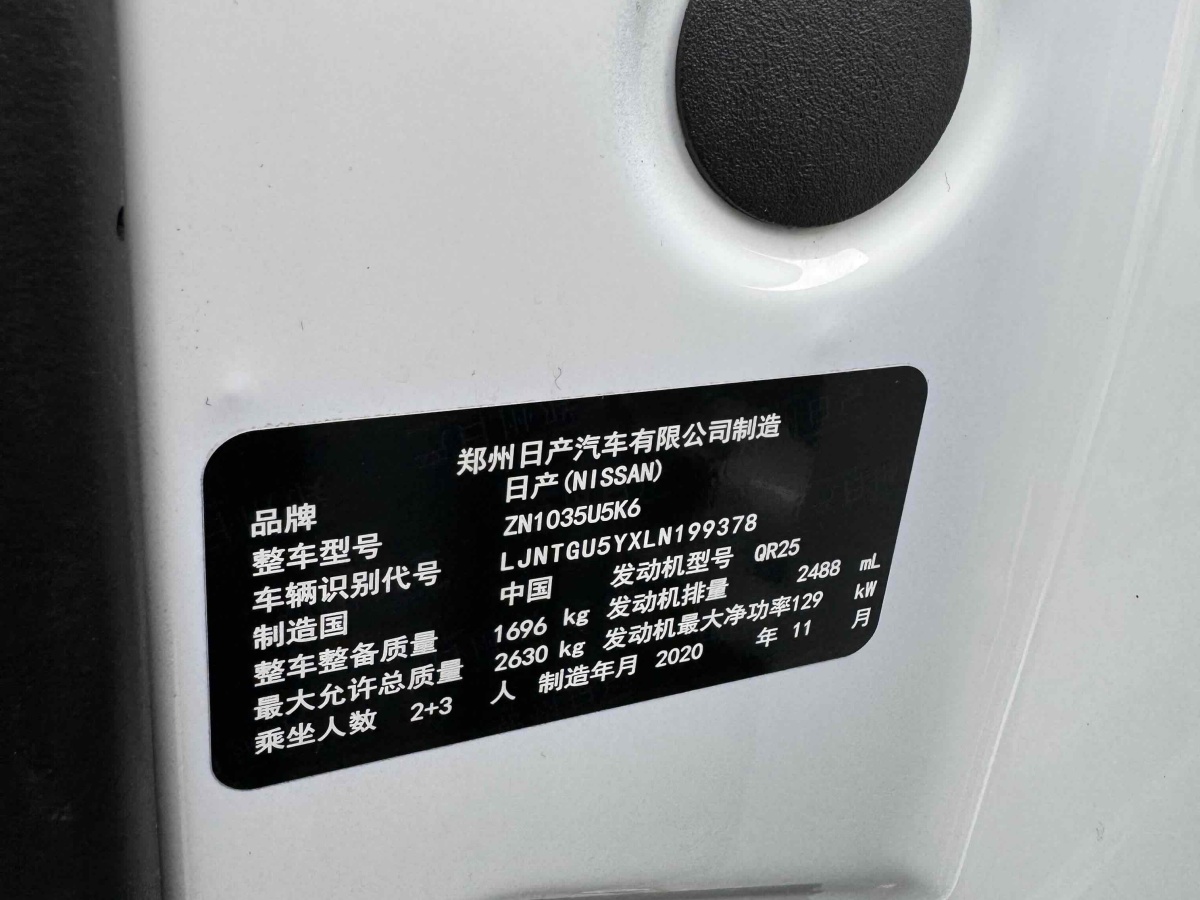 郑州日产汽车有限公司制造
品牌 日产(NISSAN)
整车型号 ZN1035U5K6
车辆识别代号 LJNTGU5YXLN199378
制造国 中国 发动机型号 QR25
整车整备质量 1696 kg 发动机排量 2488 mL
最大允许总质量 2630 kg 发动机最大净功率129 kW
乘坐人数 2+3 人 制造年月 2020 年 11 月